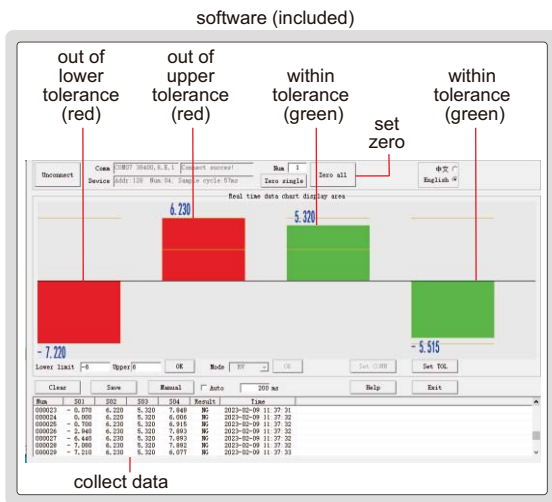 software (included)
out of
lower
tolerance
(red)
out of
upper
tolerance
(red)
within
tolerance
(green)
within
tolerance
(green)
set
zero
Unconnect
Comm COM07 38400,8,E,1 Connect succes!
Num 1
Zero all
中文
Device Addr:128 Num 04, Sample cycle 57ms
Zero single
English
Real time data chart display area
6.230
5.320
- 7.220
- 5.515
Lower limit -6 Upper 6 OK Mode OK Set COMM Set TOL
Clear Save Manual Auto 200 ms Help Exit
Num S01 S02 S03 S04 Result Time
000023 - 0.070 6.220 5.320 7.848 NG 2023-02-09 11 37 31
000024 0.000 6.220 5.320 6.006 NG 2023-02-09 11 37 32
000025 - 0.700 6.230 5.320 6.915 NG 2023-02-09 11 37 32
000026 - 2.940 6.230 5.320 7.893 NG 2023-02-09 11 37 32
000027 - 6.440 6.230 5.320 7.893 NG 2023-02-09 11 37 32
000028 - 7.080 6.230 5.320 7.892 NG 2023-02-09 11 37 32
000029 - 7.210 6.230 5.320 6.077 NG 2023-02-09 11 37 33
collect data